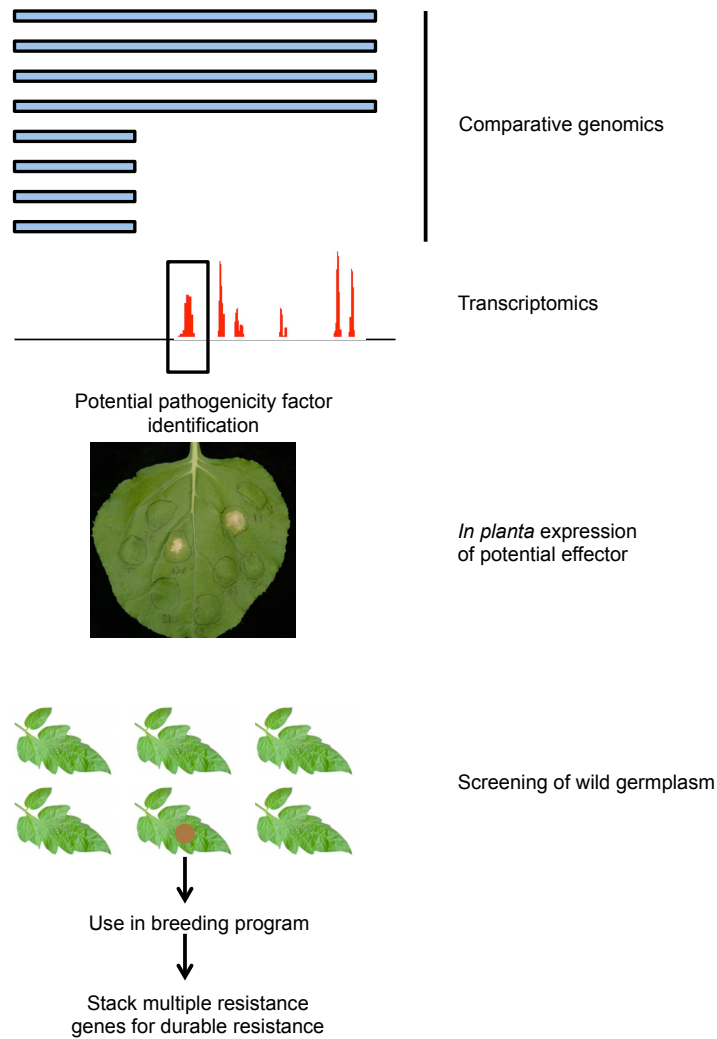 Comparative genomics
Transcriptomics
Potential pathogenicity factor
identification
In planta expression
of potential effector
Screening of wild germplasm
Use in breeding program
Stack multiple resistance
genes for durable resistance